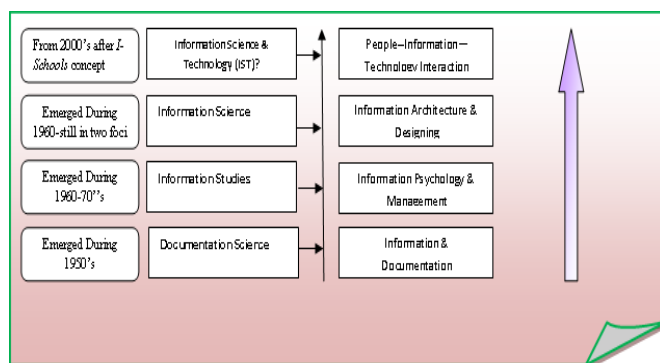 From 2000's after I-
Schools concept
Information Science &
Technology (IST)?
People–Information—
Technology Interaction
Emerged During
1960-still in two foci
Information Science
Information Architecture &
Designing
Emerged During
1960-70''s
Information Studies
Information Psychology &
Management
Emerged During
1950's
Documentation Science
Information &
Documentation